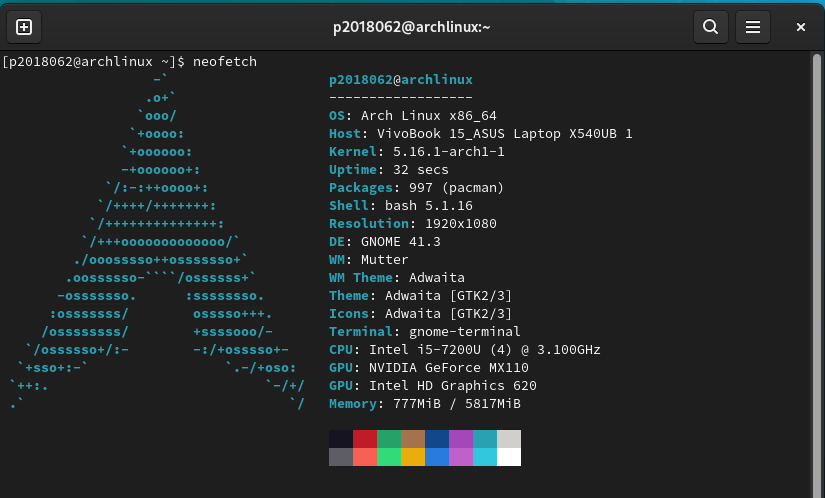 p2018062@archlinux:~
[p2018062@archlinux ~]$ neofetch
                   -`                    p2018062@archlinux
                  .o+`                   ------------------
                 `ooo/                   OS: Arch Linux x86_64
                `+oooo:                  Host: VivoBook 15_ASUS Laptop X540UB 1
               `+oooooo:                 Kernel: 5.16.1-arch1-1
               -+oooooo+:                Uptime: 32 secs
             `/:-:++oooo+:               Packages: 997 (pacman)
            `/++++/+++++++:              Shell: bash 5.1.16
           `/++++++++++++++:             Resolution: 1920x1080
          `/+++ooooooooooooo/`           DE: GNOME 41.3
         ./ooosssso++osssssso+`          WM: Mutter
        .oossssso-````/ossssss+`         WM Theme: Adwaita
       -osssssso.      :ssssssso.        Theme: Adwaita [GTK2/3]
      :osssssss/        osssso+++.       Icons: Adwaita [GTK2/3]
     /ossssssss/        +ssssooo/-       Terminal: gnome-terminal
   `/ossssso+/:-        -:/+osssso+-     CPU: Intel i5-7200U (4) @ 3.100GHz
  `+sso+:-`                 `.-/+oso:    GPU: NVIDIA GeForce MX110
 `++:.                           `-/+/   GPU: Intel HD Graphics 620
 .`                                 `/   Memory: 777MiB / 5817MiB